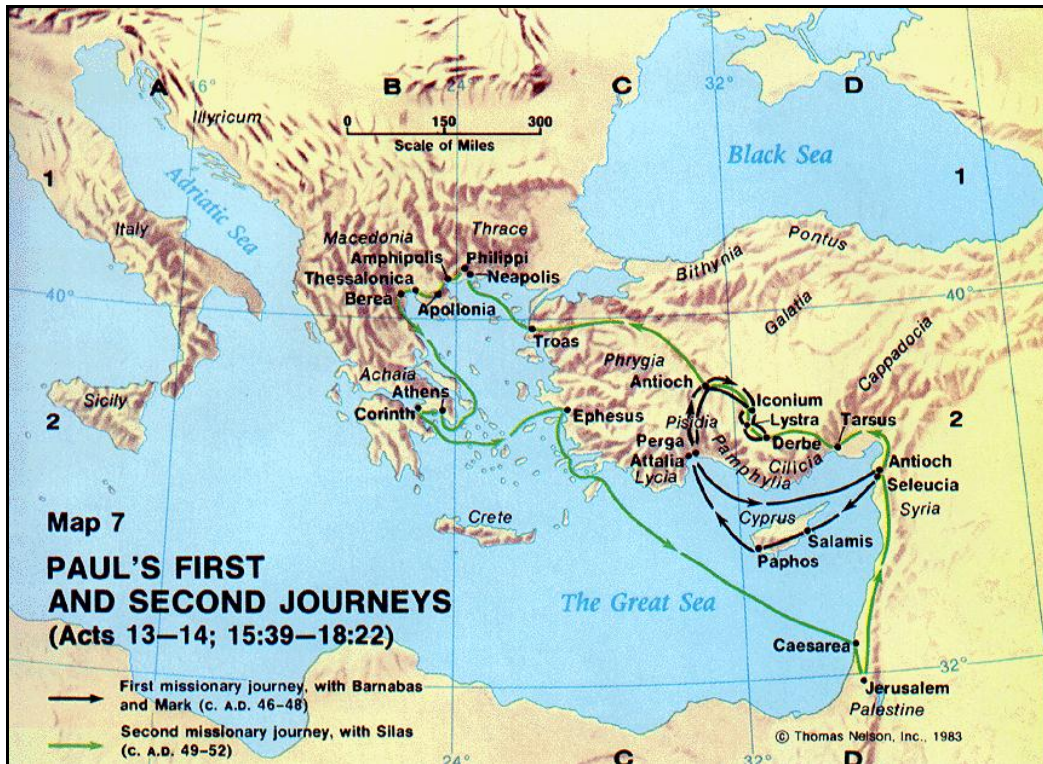 A
B
C
D
16°
24°
32°
Illyricum
0 150 300
Scale of Miles
Black Sea
1
1
Adriatic Sea
Italy
Macedonia
Thrace
Pontus
Amphipolis
Philippi
Bithynia
Thessalonica
Neapolis
40°
40°
Berea
Apollonia
Galatia
Troas
Cappadocia
Phrygia
Achaia
Antioch
Athens
Sicily
Iconium
Corinth
Ephesus
2
Pisidia
Lystra
Tarsus
2
Perga
Derbe
Attalia
Pamphylia
Cilicia
Antioch
Lycia
Seleucia
Syria
Crete
Cyprus
Salamis
Paphos
Map 7
PAUL'S FIRST
AND SECOND JOURNEYS
(Acts 13–14; 15:39–18:22)
The Great Sea
Caesarea
32°
Jerusalem
Palestine
First missionary journey, with Barnabas
and Mark (C. A.D. 46–48)
Second missionary journey, with Silas
(C. A.D. 49–52)
© Thomas Nelson, Inc., 1983
24°
C
32°
D